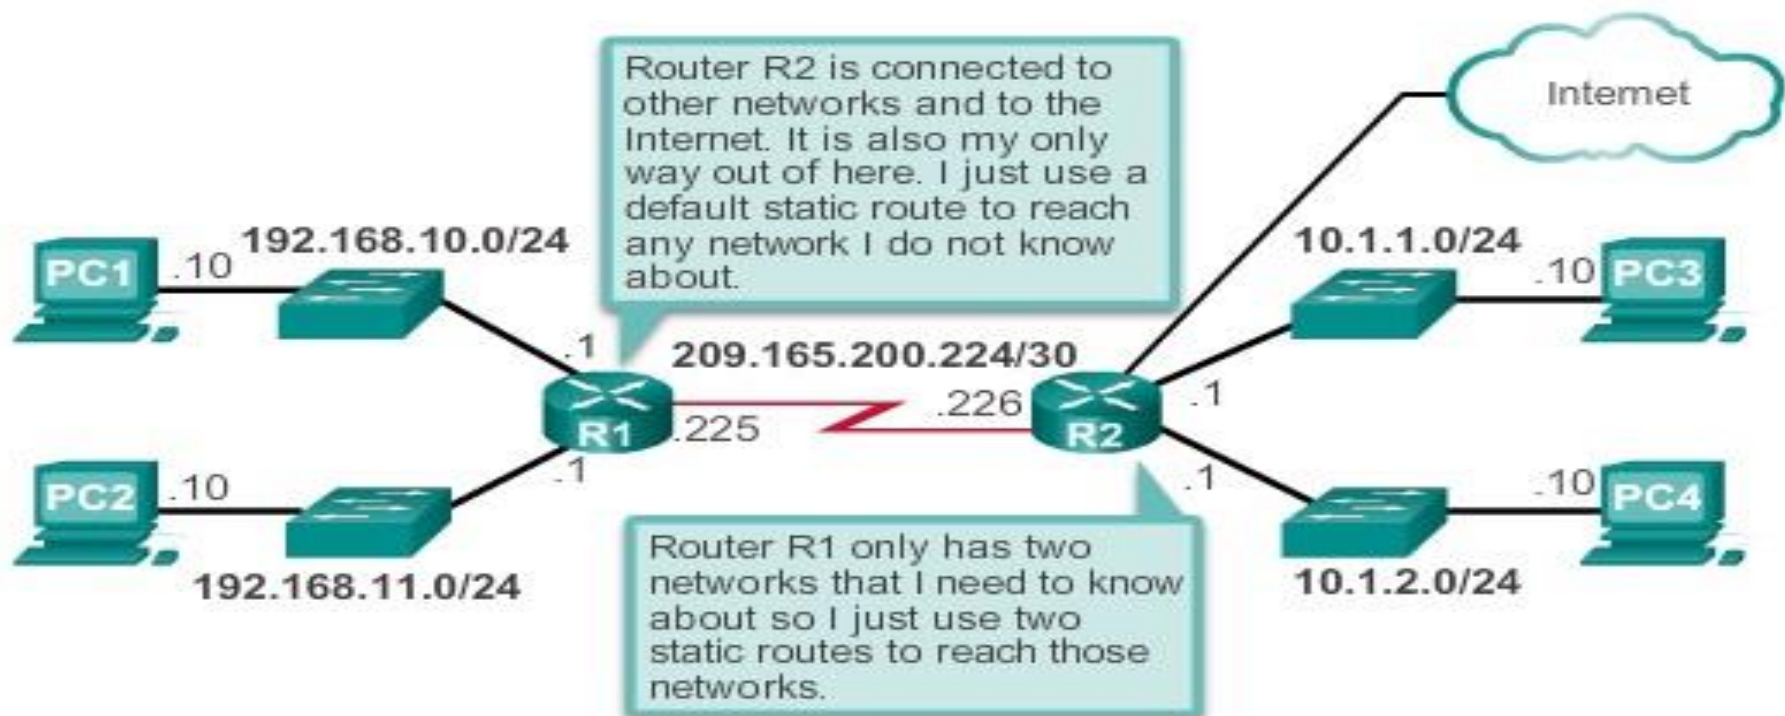 Router R2 is connected to
other networks and to the
Internet. It is also my only
way out of here. I just use a
default static route to reach
any network I do not know
about.
Internet
192.168.10.0/24
10.1.1.0/24
PC1
.10
.10
PC3
.1
209.165.200.224/30
.1
R1
.225
.226
R2
PC2
.10
.1
.1
.10
PC4
192.168.11.0/24
10.1.2.0/24
Router R1 only has two
networks that I need to know
about so I just use two
static routes to reach those
networks.